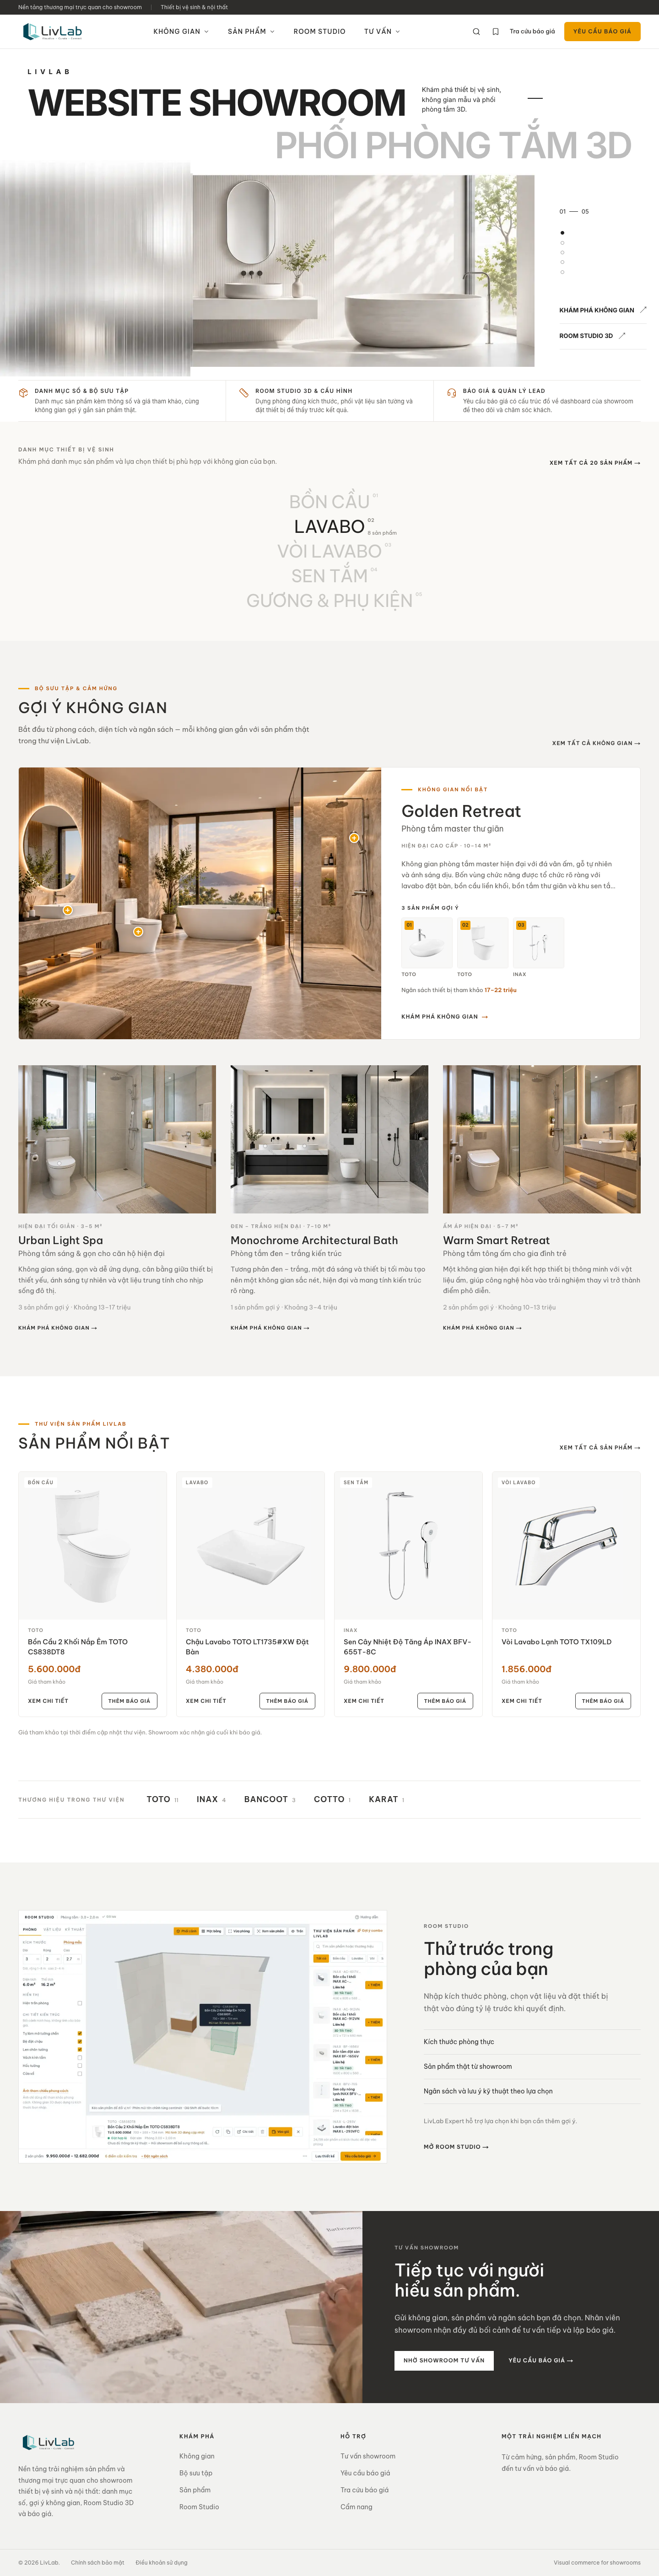 Nền tảng thương mại trực quan cho showroom
Thiết bị vệ sinh & nội thất
LivLab
KHÔNG GIAN
SẢN PHẨM
ROOM STUDIO
TƯ VẤN
Tra cứu báo giá
YÊU CẦU BÁO GIÁ
LIVLAB
WEBSITE SHOWROOM
Khám phá thiết bị vệ sinh,
không gian mẫu và phối
phòng tắm 3D.
PHỐI PHÒNG TẮM 3D
01 — 05
KHÁM PHÁ KHÔNG GIAN
ROOM STUDIO 3D
DANH MỤC SỐ & BỘ SƯU TẬP
Danh mục sản phẩm kèm thông số và giá tham khảo, cùng
không gian gợi ý gắn sản phẩm thật.
ROOM STUDIO 3D & CẤU HÌNH
Dựng phòng đúng kích thước, phối vật liệu sàn tường và
đặt thiết bị để thấy trước kết quả.
BÁO GIÁ & QUẢN LÝ LEAD
Yêu cầu báo giá có cấu trúc đổ về dashboard của showroom
để theo dõi và chăm sóc khách.
DANH MỤC THIẾT BỊ VỆ SINH
Khám phá danh mục sản phẩm và lựa chọn thiết bị phù hợp với không gian của bạn.
XEM TẤT CẢ 20 SẢN PHẨM →
BỒN CẦU 01
LAVABO 02
8 sản phẩm
VÒI LAVABO 03
SEN TẮM 04
GƯƠNG & PHỤ KIỆN 05
BỘ SƯU TẬP & CẢM HỨNG
GỢI Ý KHÔNG GIAN
Bắt đầu từ phong cách, diện tích và ngân sách — mỗi không gian gắn với sản phẩm thật
trong thư viện LivLab.
XEM TẤT CẢ KHÔNG GIAN →
KHÔNG GIAN NỔI BẬT
Golden Retreat
Phòng tắm master thư giãn
HIỆN ĐẠI CAO CẤP · 10–14 M²
Không gian phòng tắm master hiện đại với đá vân ấm, gỗ tự nhiên
và ánh sáng dịu. Bốn vùng chức năng được tổ chức rõ ràng với
lavabo đặt bàn, bồn cầu liền khối, bồn tắm thư giãn và khu sen tắ...
3 SẢN PHẨM GỢI Ý
01
02
03
TOTO
TOTO
INAX
Ngân sách thiết bị tham khảo 17–22 triệu
KHÁM PHÁ KHÔNG GIAN →
HIỆN ĐẠI TỐI GIẢN · 3–5 M²
Urban Light Spa
Phòng tắm sáng & gọn cho căn hộ hiện đại
Không gian sáng, gọn và dễ ứng dụng, cân bằng giữa thiết bị
thiết yếu, ánh sáng tự nhiên và vật liệu trung tính cho nhịp
sống đô thị.
3 sản phẩm gợi ý · Khoảng 13–17 triệu
KHÁM PHÁ KHÔNG GIAN →
ĐEN – TRẮNG HIỆN ĐẠI · 7–10 M²
Monochrome Architectural Bath
Phòng tắm đen – trắng kiến trúc
Tương phản đen – trắng, mặt đá sáng và thiết bị tối màu tạo
nên một không gian sắc nét, hiện đại và mang tính kiến trúc
rõ ràng.
1 sản phẩm gợi ý · Khoảng 3–4 triệu
KHÁM PHÁ KHÔNG GIAN →
ẤM ÁP HIỆN ĐẠI · 5–7 M²
Warm Smart Retreat
Phòng tắm tông ấm cho gia đình trẻ
Một không gian hiện đại kết hợp thiết bị thông minh với vật
liệu ấm, giúp công nghệ hòa vào trải nghiệm thay vì trở thành
điểm phô diễn.
2 sản phẩm gợi ý · Khoảng 10–13 triệu
KHÁM PHÁ KHÔNG GIAN →
THƯ VIỆN SẢN PHẨM LIVLAB
SẢN PHẨM NỔI BẬT
XEM TẤT CẢ SẢN PHẨM →
BỒN CẦU
TOTO
Bồn Cầu 2 Khối Nắp Êm TOTO
CS838DT8
5.600.000đ
Giá tham khảo
XEM CHI TIẾT
THÊM BÁO GIÁ
LAVABO
TOTO
Chậu Lavabo TOTO LT1735#XW Đặt
Bàn
4.380.000đ
Giá tham khảo
XEM CHI TIẾT
THÊM BÁO GIÁ
SEN TẮM
INAX
Sen Cây Nhiệt Độ Tăng Áp INAX BFV-
655T-8C
9.800.000đ
Giá tham khảo
XEM CHI TIẾT
THÊM BÁO GIÁ
VÒI LAVABO
TOTO
Vòi Lavabo Lạnh TOTO TX109LD
1.856.000đ
Giá tham khảo
XEM CHI TIẾT
THÊM BÁO GIÁ
Giá tham khảo tại thời điểm cập nhật thư viện. Showroom xác nhận giá cuối khi báo giá.
THƯƠNG HIỆU TRONG THƯ VIỆN
TOTO 11
INAX 4
BANCOOT 3
COTTO 1
KARAT 1
ROOM STUDIO
Thử trước trong
phòng của bạn
Nhập kích thước phòng, chọn vật liệu và đặt thiết bị
thật vào đúng tỷ lệ trước khi quyết định.
Kích thước phòng thực
Sản phẩm thật từ showroom
Ngân sách và lưu ý kỹ thuật theo lựa chọn
LivLab Expert hỗ trợ lựa chọn khi bạn cần thêm gợi ý.
MỞ ROOM STUDIO →
TƯ VẤN SHOWROOM
Tiếp tục với người
hiểu sản phẩm.
Gửi không gian, sản phẩm và ngân sách bạn đã chọn. Nhân viên
showroom nhận đầy đủ bối cảnh để tư vấn tiếp và lập báo giá.
NHỜ SHOWROOM TƯ VẤN
YÊU CẦU BÁO GIÁ →
LivLab
Nền tảng trải nghiệm sản phẩm và
thương mại trực quan cho showroom
thiết bị vệ sinh và nội thất: danh mục
số, gợi ý không gian, Room Studio 3D
và báo giá.
KHÁM PHÁ
Không gian
Bộ sưu tập
Sản phẩm
Room Studio
HỖ TRỢ
Tư vấn showroom
Yêu cầu báo giá
Tra cứu báo giá
Cẩm nang
MỘT TRẢI NGHIỆM LIỀN MẠCH
Từ cảm hứng, sản phẩm, Room Studio
đến tư vấn và báo giá.
© 2026 LivLab.
Chính sách bảo mật
Điều khoản sử dụng
Visual commerce for showrooms